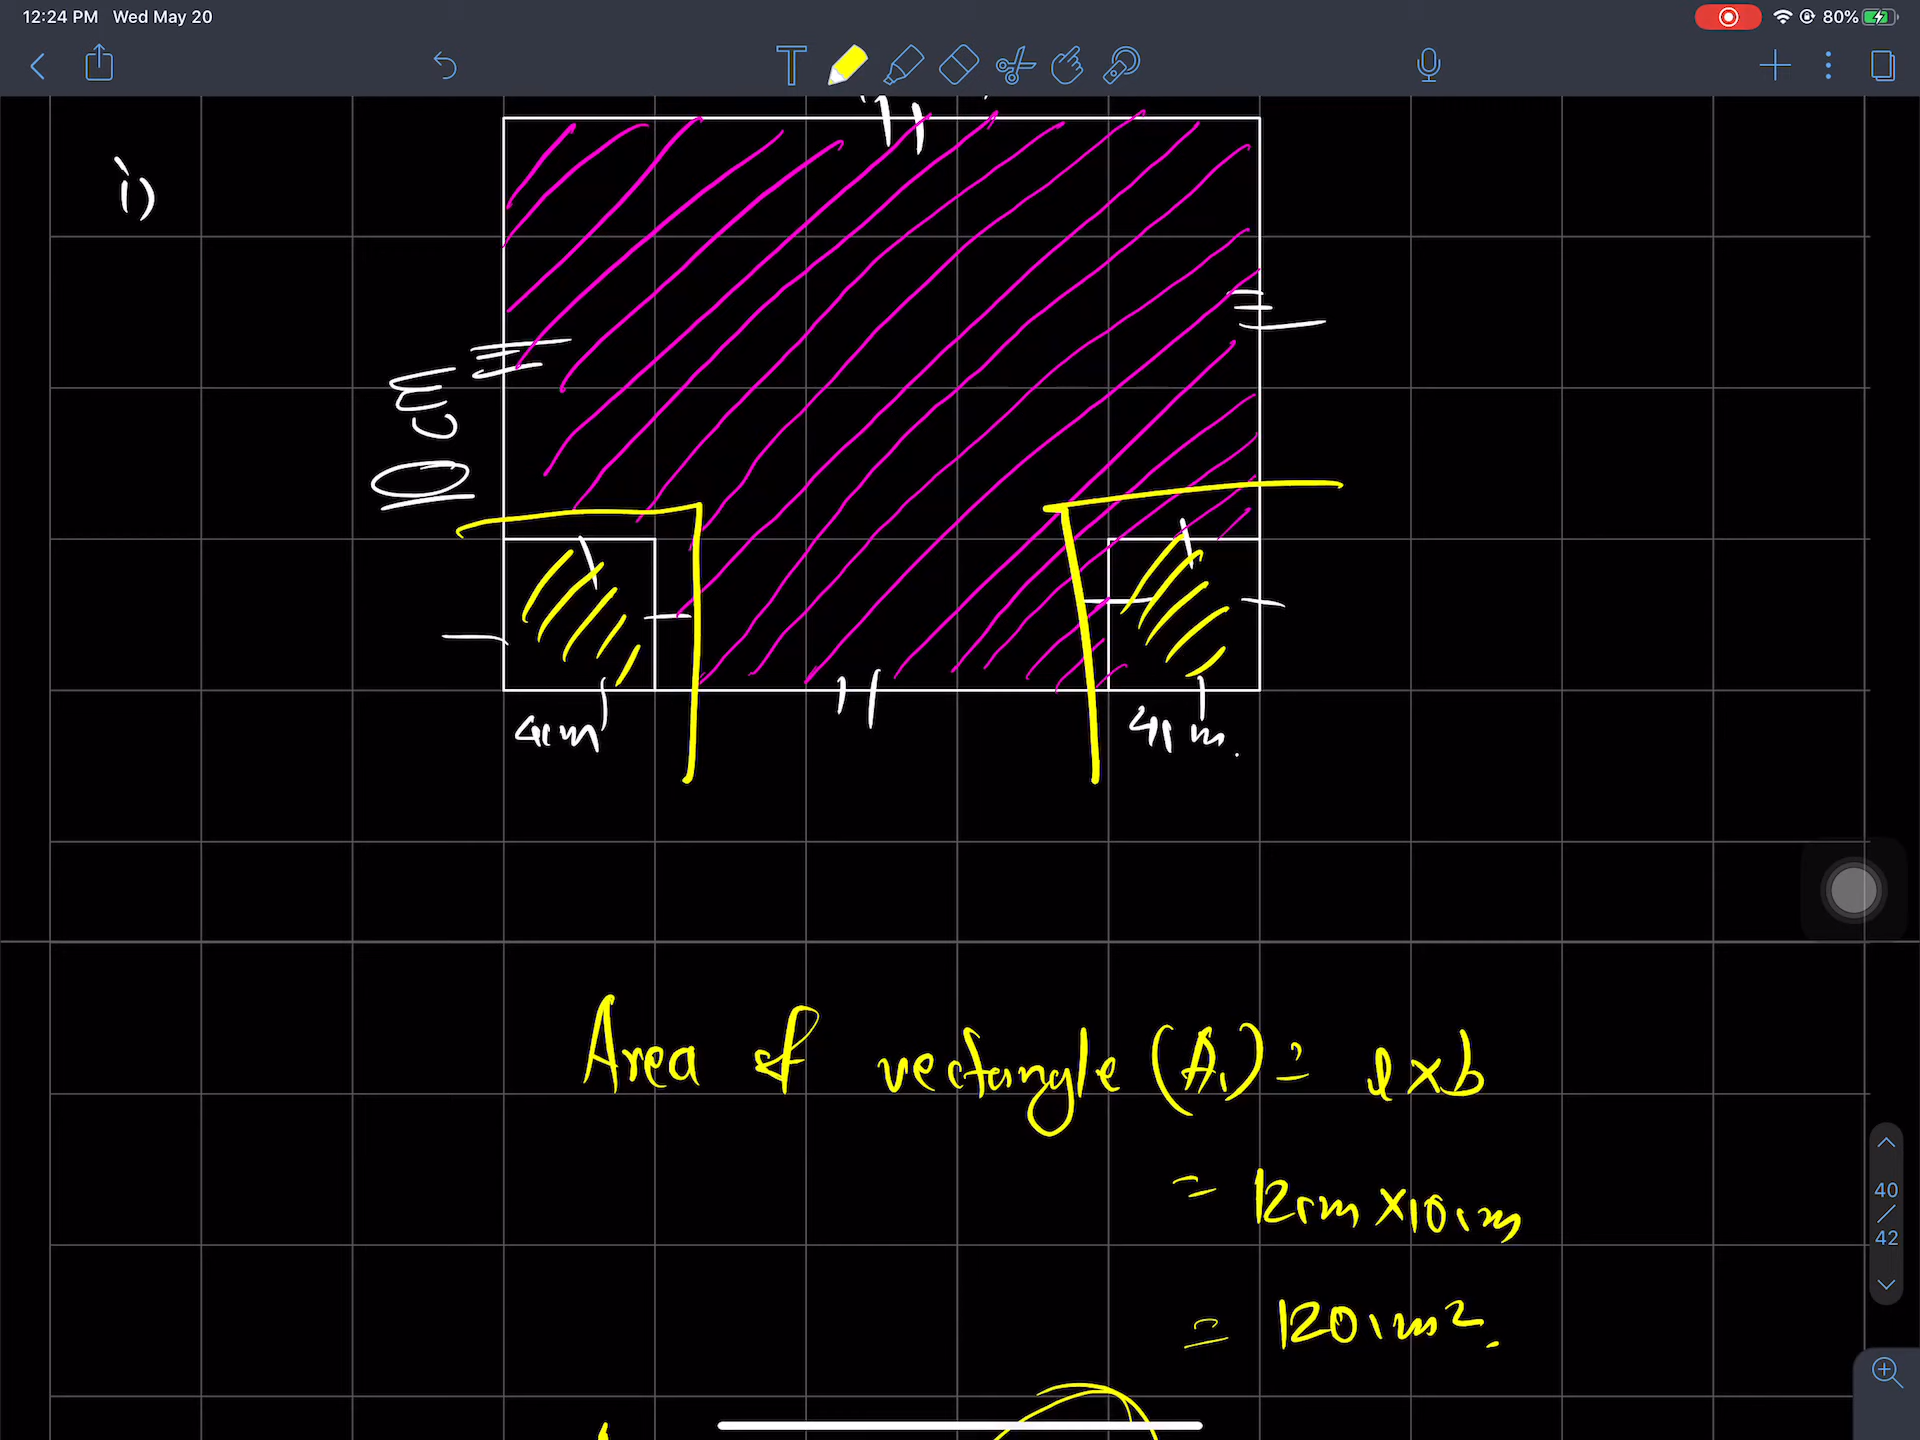 12:24 PM Wed May 20
80%
i)
10cm
4cm
4cm.
Area of rectangle (A1) = l×b
= 12cm ×10cm
= 120cm².
40
/
42